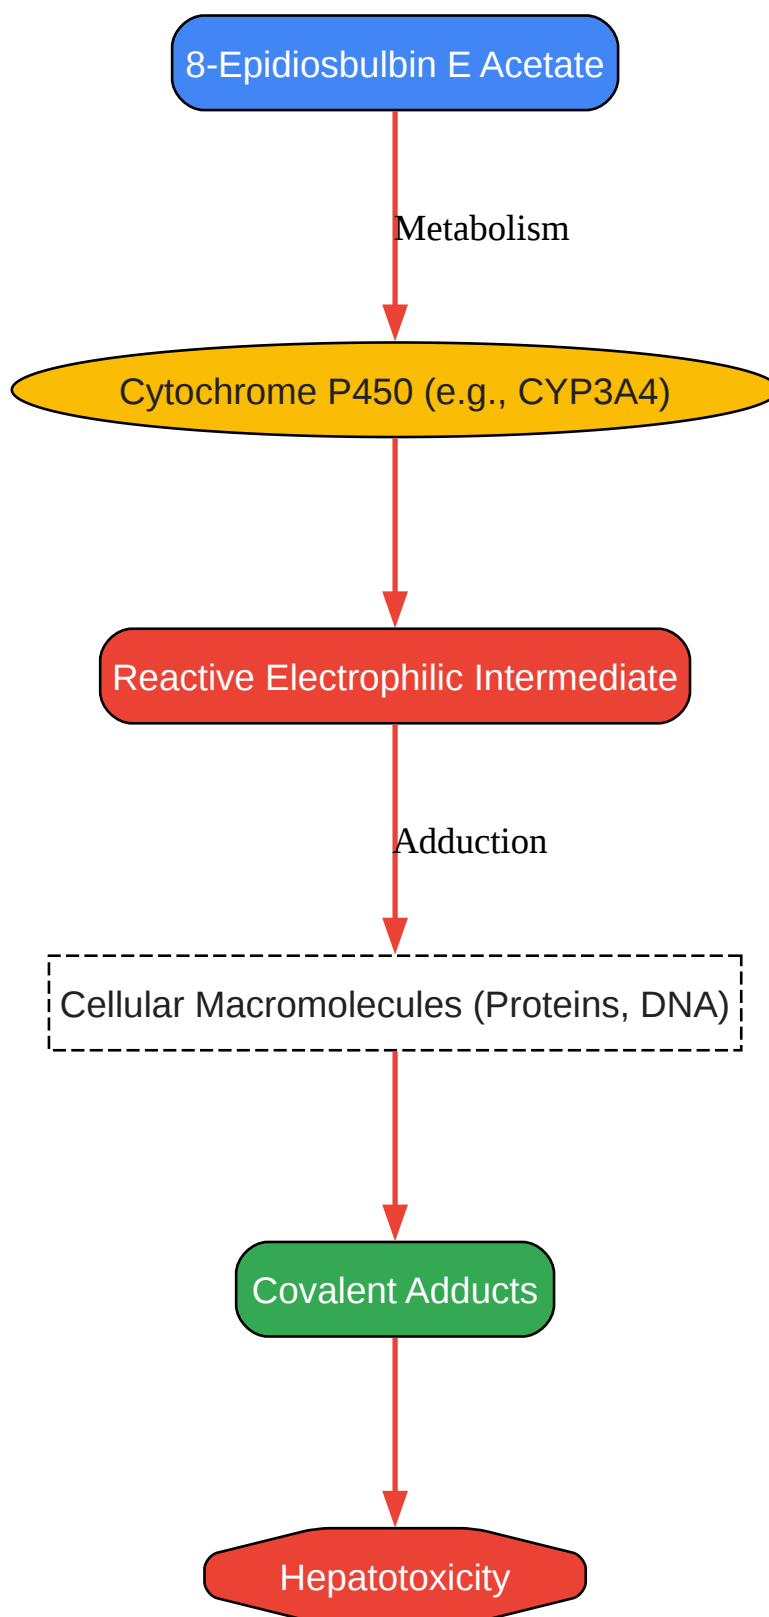 8-Epidiosbulbin E Acetate
Metabolism
Cytochrome P450 (e.g., CYP3A4)
Reactive Electrophilic Intermediate
Adduction
Cellular Macromolecules (Proteins, DNA)
Covalent Adducts
Hepatotoxicity